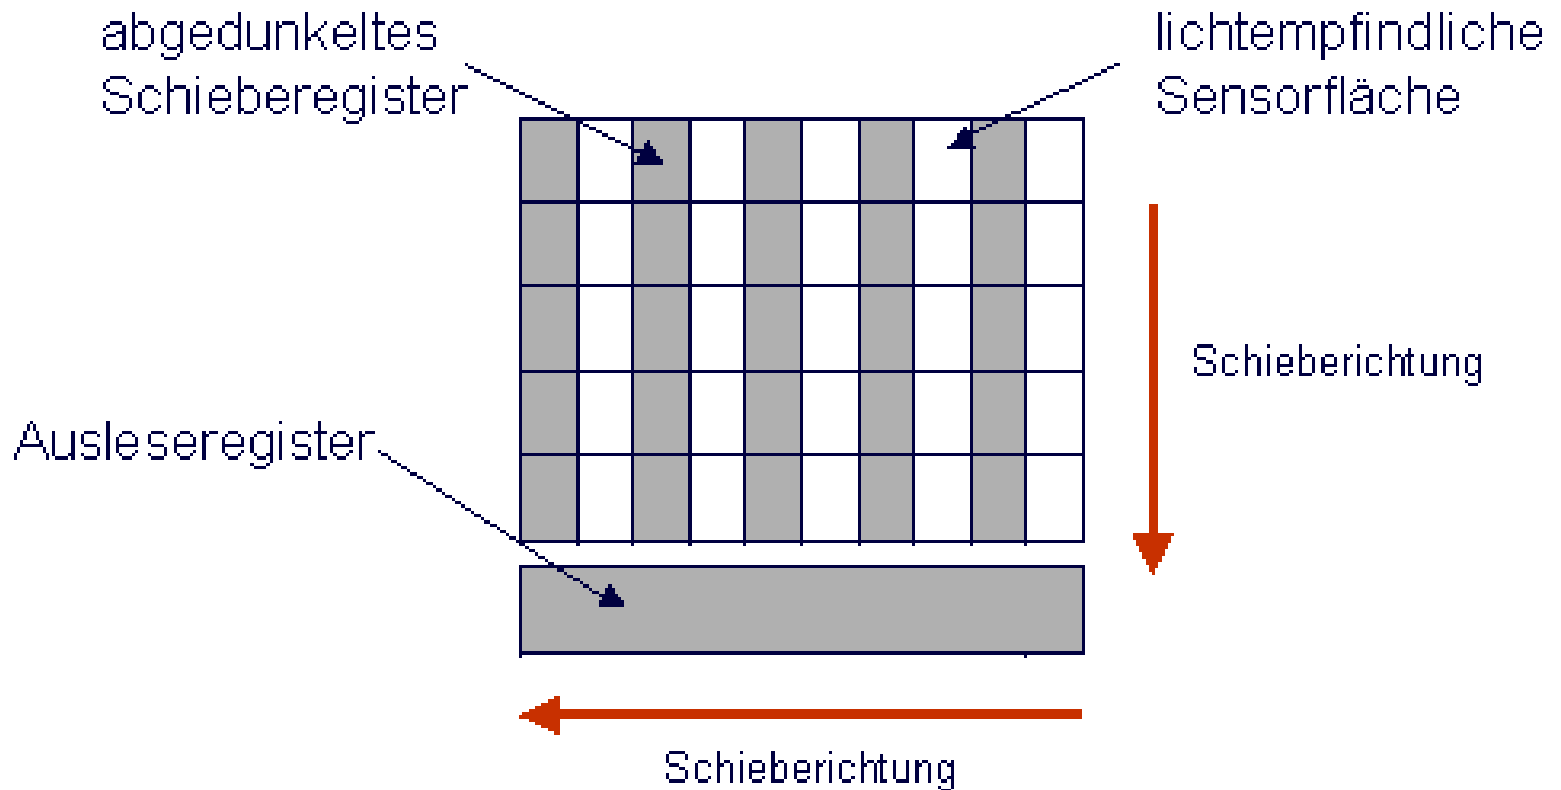 abgedunkeltes
Schieberegister
lichtempfindliche
Sensorfläche
Schieberichtung
Ausleseregister
Schieberichtung